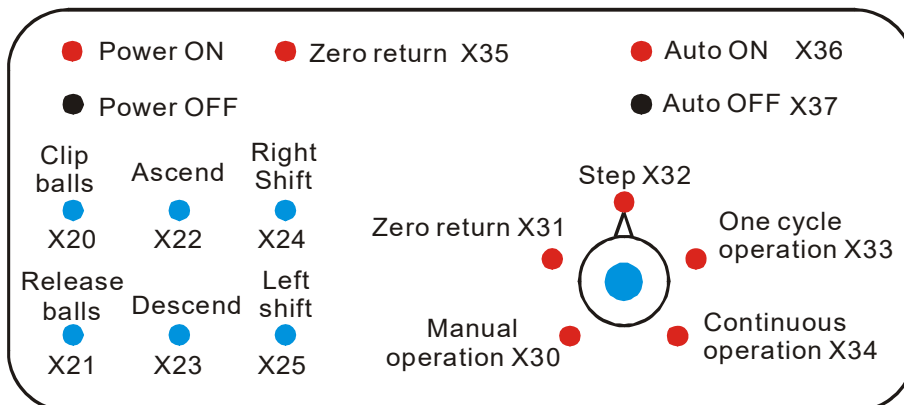 Power ON
Zero return X35
Auto ON X36
Power OFF
Auto OFF X37
Clip
balls
X20
Ascend
X22
Right
Shift
X24
Release
balls
X21
Descend
X23
Left
shift
X25
Step X32
Zero return X31
One cycle
operation X33
Manual
operation X30
Continuous
operation X34